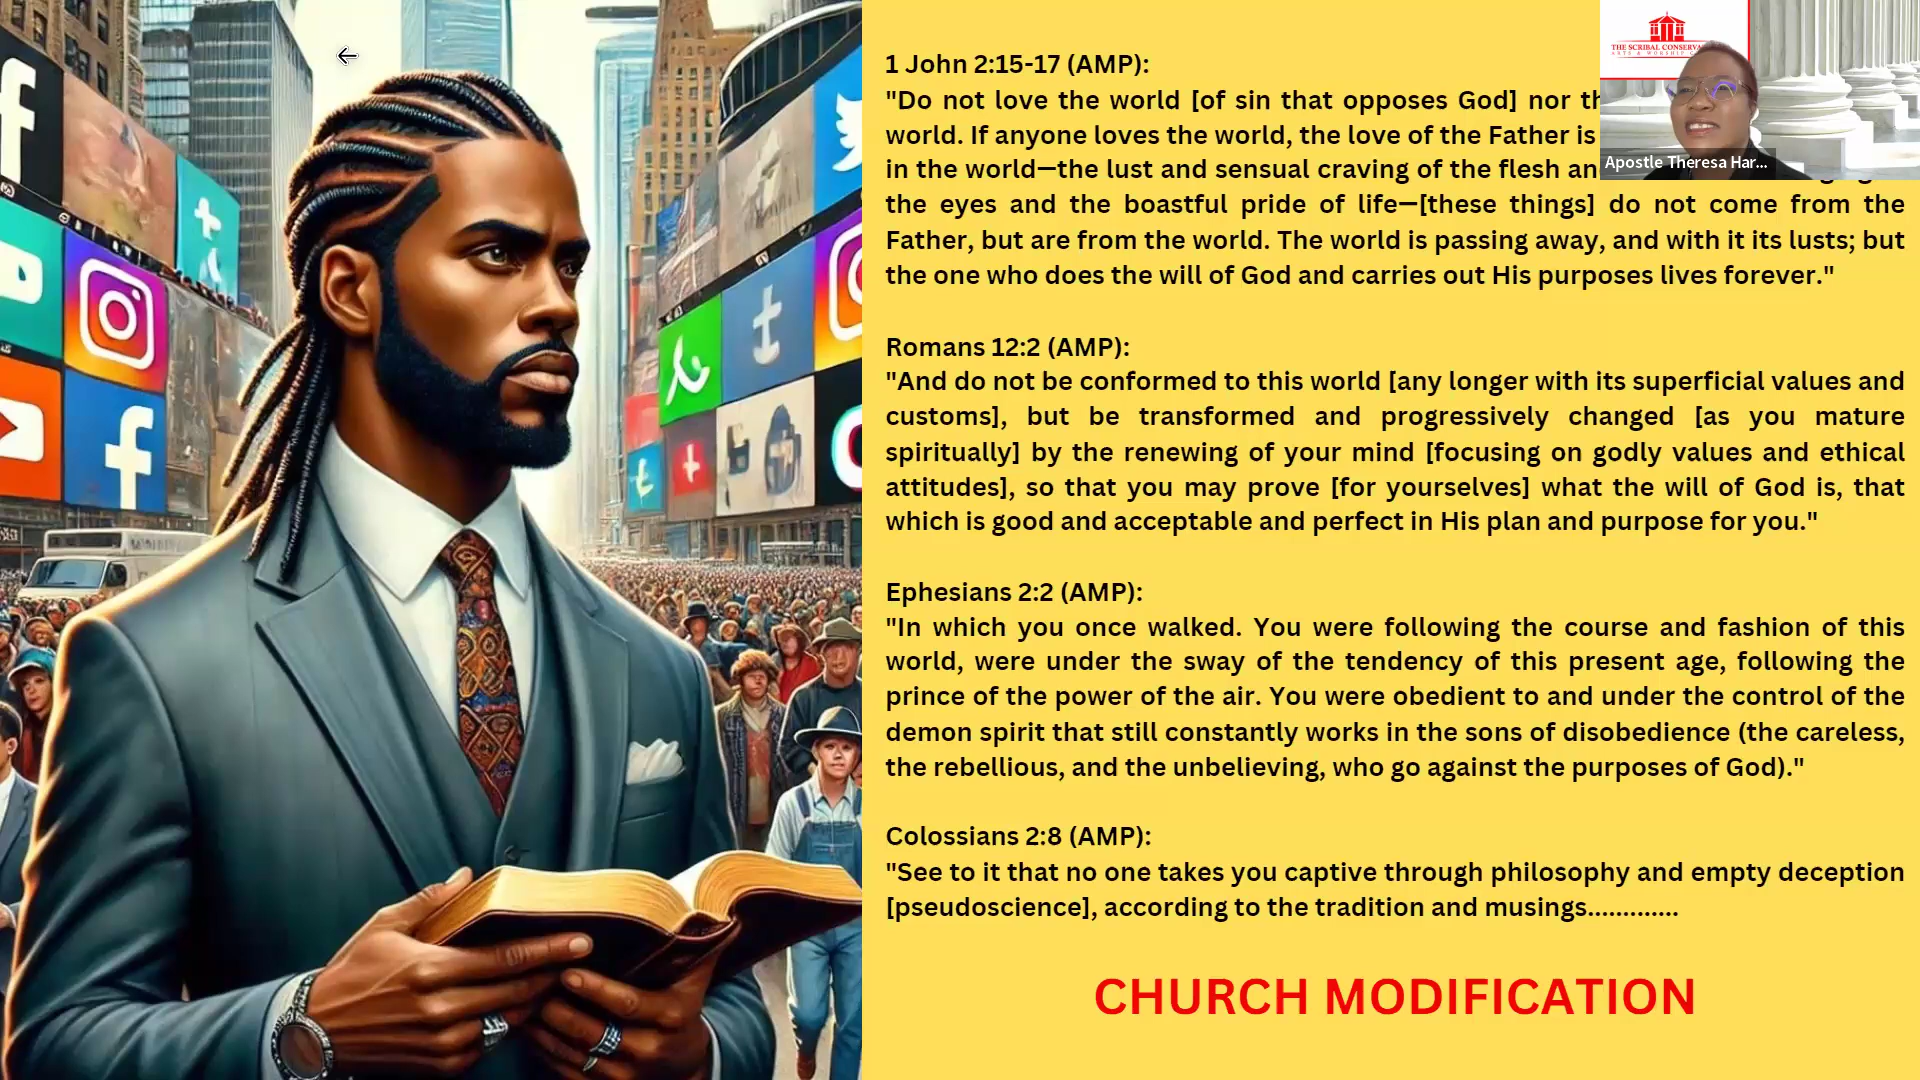 1 John 2:15-17 (AMP):
"Do not love the world [of sin that opposes God] nor
world. If anyone loves the world, the love of the Father is
in the world—the lust and sensual craving of the flesh
the eyes and the boastful pride of life—[these things] do not come from the
Father, but are from the world. The world is passing away, and with it its lusts; but
the one who does the will of God and carries out His purposes lives forever."
Romans 12:2 (AMP):
"And do not be conformed to this world [any longer with its superficial values and
customs], but be transformed and progressively changed [as you mature
spiritually] by the renewing of your mind [focusing on godly values and ethical
attitudes], so that you may prove [for yourselves] what the will of God is, that
which is good and acceptable and perfect in His plan and purpose for you."
Ephesians 2:2 (AMP):
"In which you once walked. You were following the course and fashion of this
world, were under the sway of the tendency of this present age, following the
prince of the power of the air. You were obedient to and under the control of the
demon spirit that still constantly works in the sons of disobedience (the careless,
the rebellious, and the unbelieving, who go against the purposes of God)."
Colossians 2:8 (AMP):
"See to it that no one takes you captive through philosophy and empty deception
[pseudoscience], according to the tradition and musings.............
CHURCH MODIFICATION
THE SCRIBAL
ARTS & WORSHIP
Apostle Theresa Har...